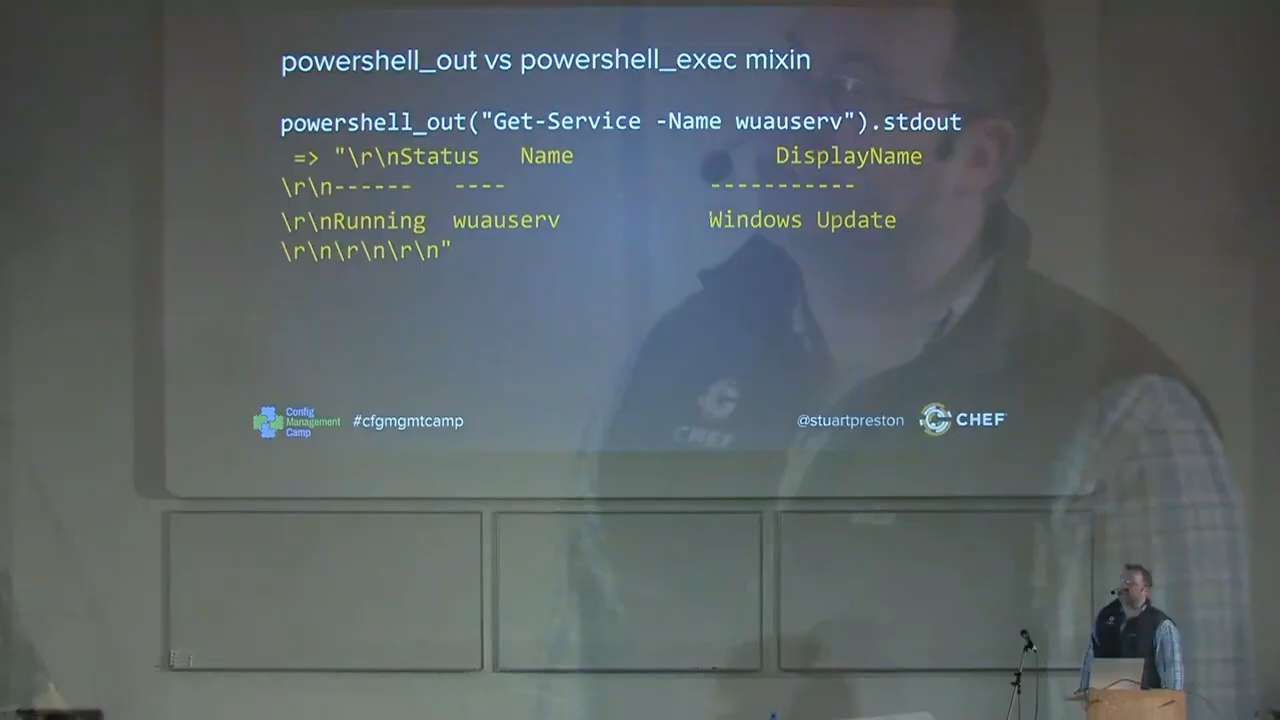 powershell_out vs powershell_exec mixin
powershell_out("Get-Service -Name wuauserv").stdout
=> "\r\nStatus Name DisplayName
\r\n------ ---- -----------
\r\nRunning wuauserv Windows Update
\r\n\r\n\r\n"
Config
Management
Camp
#cfgmgmtcamp
@stuartpreston
CHEF
CHEF